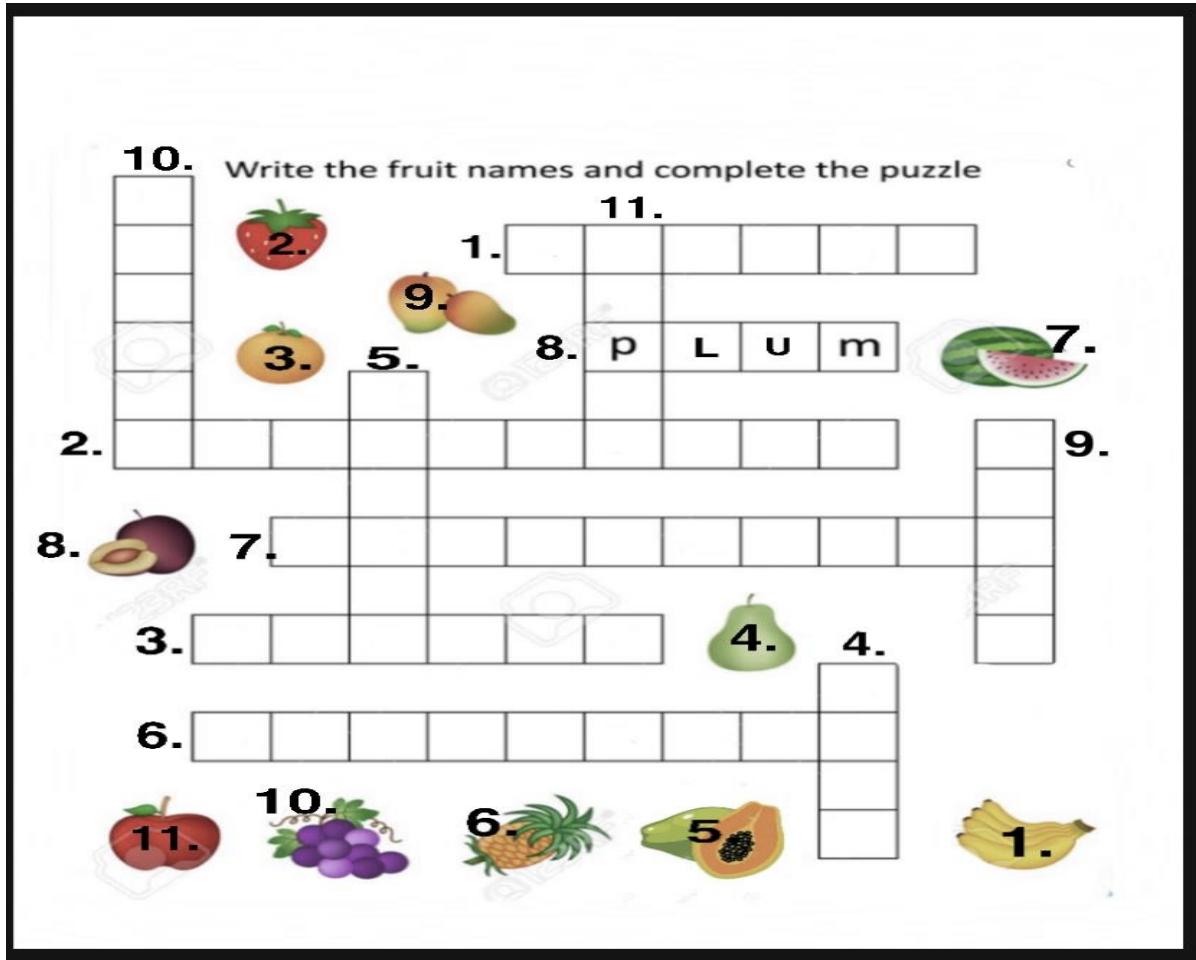 10. Write the fruit names and complete the puzzle
11.
2. 1.
9.
3. 5. 8. p L U m 7.
2. 9.
8. 7.
3. 4. 4.
6.
11. 10. 6. 5 1.